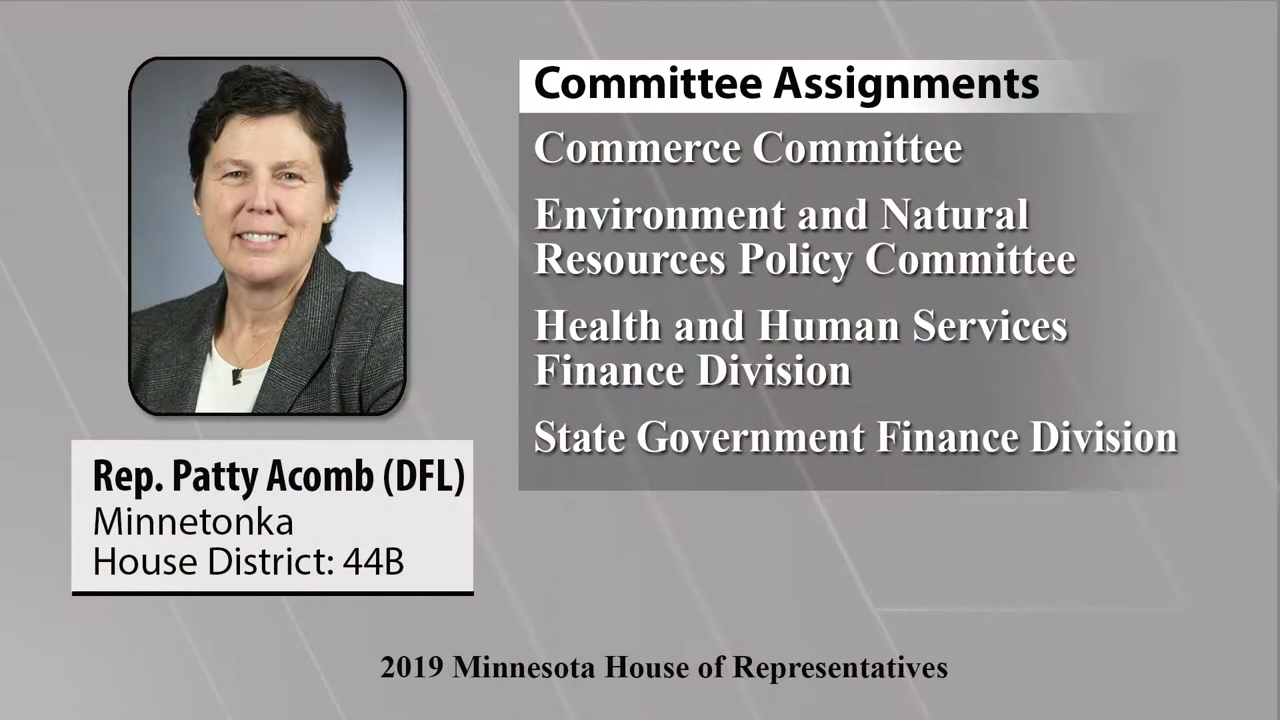 Committee Assignments
Commerce Committee
Environment and Natural
Resources Policy Committee
Health and Human Services
Finance Division
State Government Finance Division
Rep. Patty Acomb (DFL)
Minnetonka
House District: 44B
2019 Minnesota House of Representatives